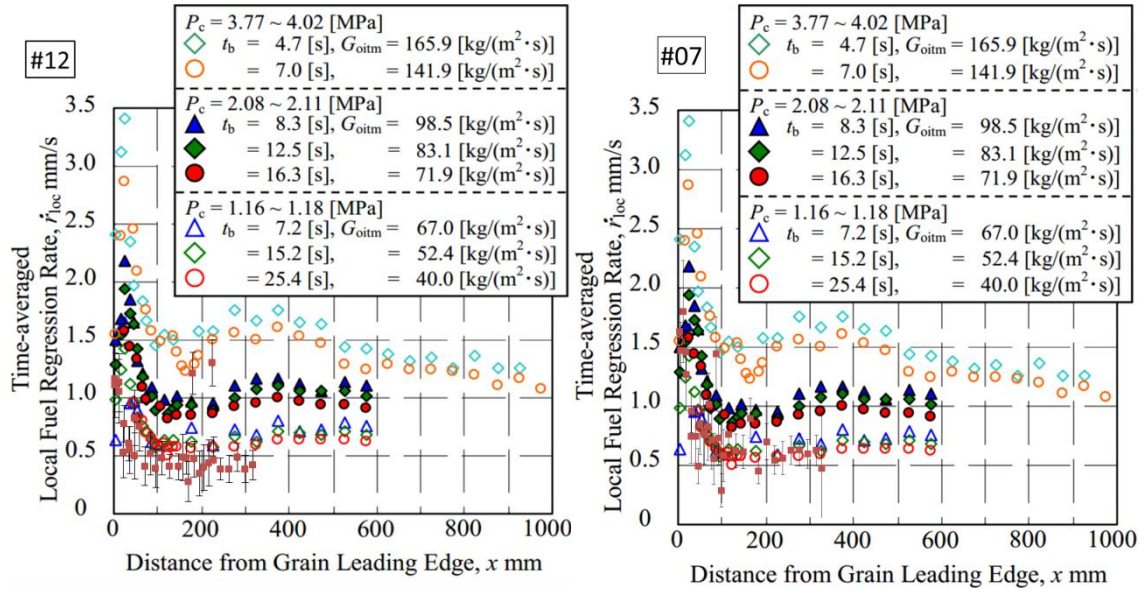 #12
P_c = 3.77 ~ 4.02 [MPa]
t_b = 4.7 [s], G_oitm = 165.9 [kg/(m²·s)]
= 7.0 [s], = 141.9 [kg/(m²·s)]
P_c = 2.08 ~ 2.11 [MPa]
t_b = 8.3 [s], G_oitm = 98.5 [kg/(m²·s)]
= 12.5 [s], = 83.1 [kg/(m²·s)]
= 16.3 [s], = 71.9 [kg/(m²·s)]
P_c = 1.16 ~ 1.18 [MPa]
t_b = 7.2 [s], G_oitm = 67.0 [kg/(m²·s)]
= 15.2 [s], = 52.4 [kg/(m²·s)]
= 25.4 [s], = 40.0 [kg/(m²·s)]
Time-averaged
Local Fuel Regression Rate, ṙ_loc mm/s
3.5
3.0
2.5
2.0
1.5
1.0
0.5
0
0 200 400 600 800 1000
Distance from Grain Leading Edge, x mm
#07
P_c = 3.77 ~ 4.02 [MPa]
t_b = 4.7 [s], G_oitm = 165.9 [kg/(m²·s)]
= 7.0 [s], = 141.9 [kg/(m²·s)]
P_c = 2.08 ~ 2.11 [MPa]
t_b = 8.3 [s], G_oitm = 98.5 [kg/(m²·s)]
= 12.5 [s], = 83.1 [kg/(m²·s)]
= 16.3 [s], = 71.9 [kg/(m²·s)]
P_c = 1.16 ~ 1.18 [MPa]
t_b = 7.2 [s], G_oitm = 67.0 [kg/(m²·s)]
= 15.2 [s], = 52.4 [kg/(m²·s)]
= 25.4 [s], = 40.0 [kg/(m²·s)]
Time-averaged
Local Fuel Regression Rate, ṙ_loc mm/s
3.5
3.0
2.5
2.0
1.5
1.0
0.5
0
0 200 400 600 800 1000
Distance from Grain Leading Edge, x mm